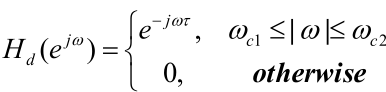 H_d(e^{jω}) = { e^{-jωτ}, ω_{c1} ≤ |ω| ≤ ω_{c2}
0, otherwise